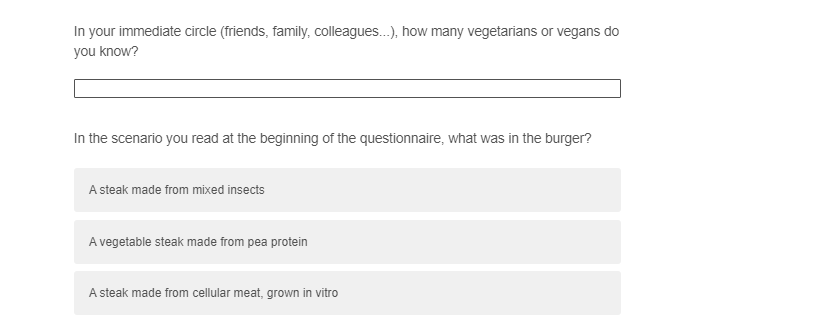 In your immediate circle (friends, family, colleagues...), how many vegetarians or vegans do
you know?
In the scenario you read at the beginning of the questionnaire, what was in the burger?
A steak made from mixed insects
A vegetable steak made from pea protein
A steak made from cellular meat, grown in vitro